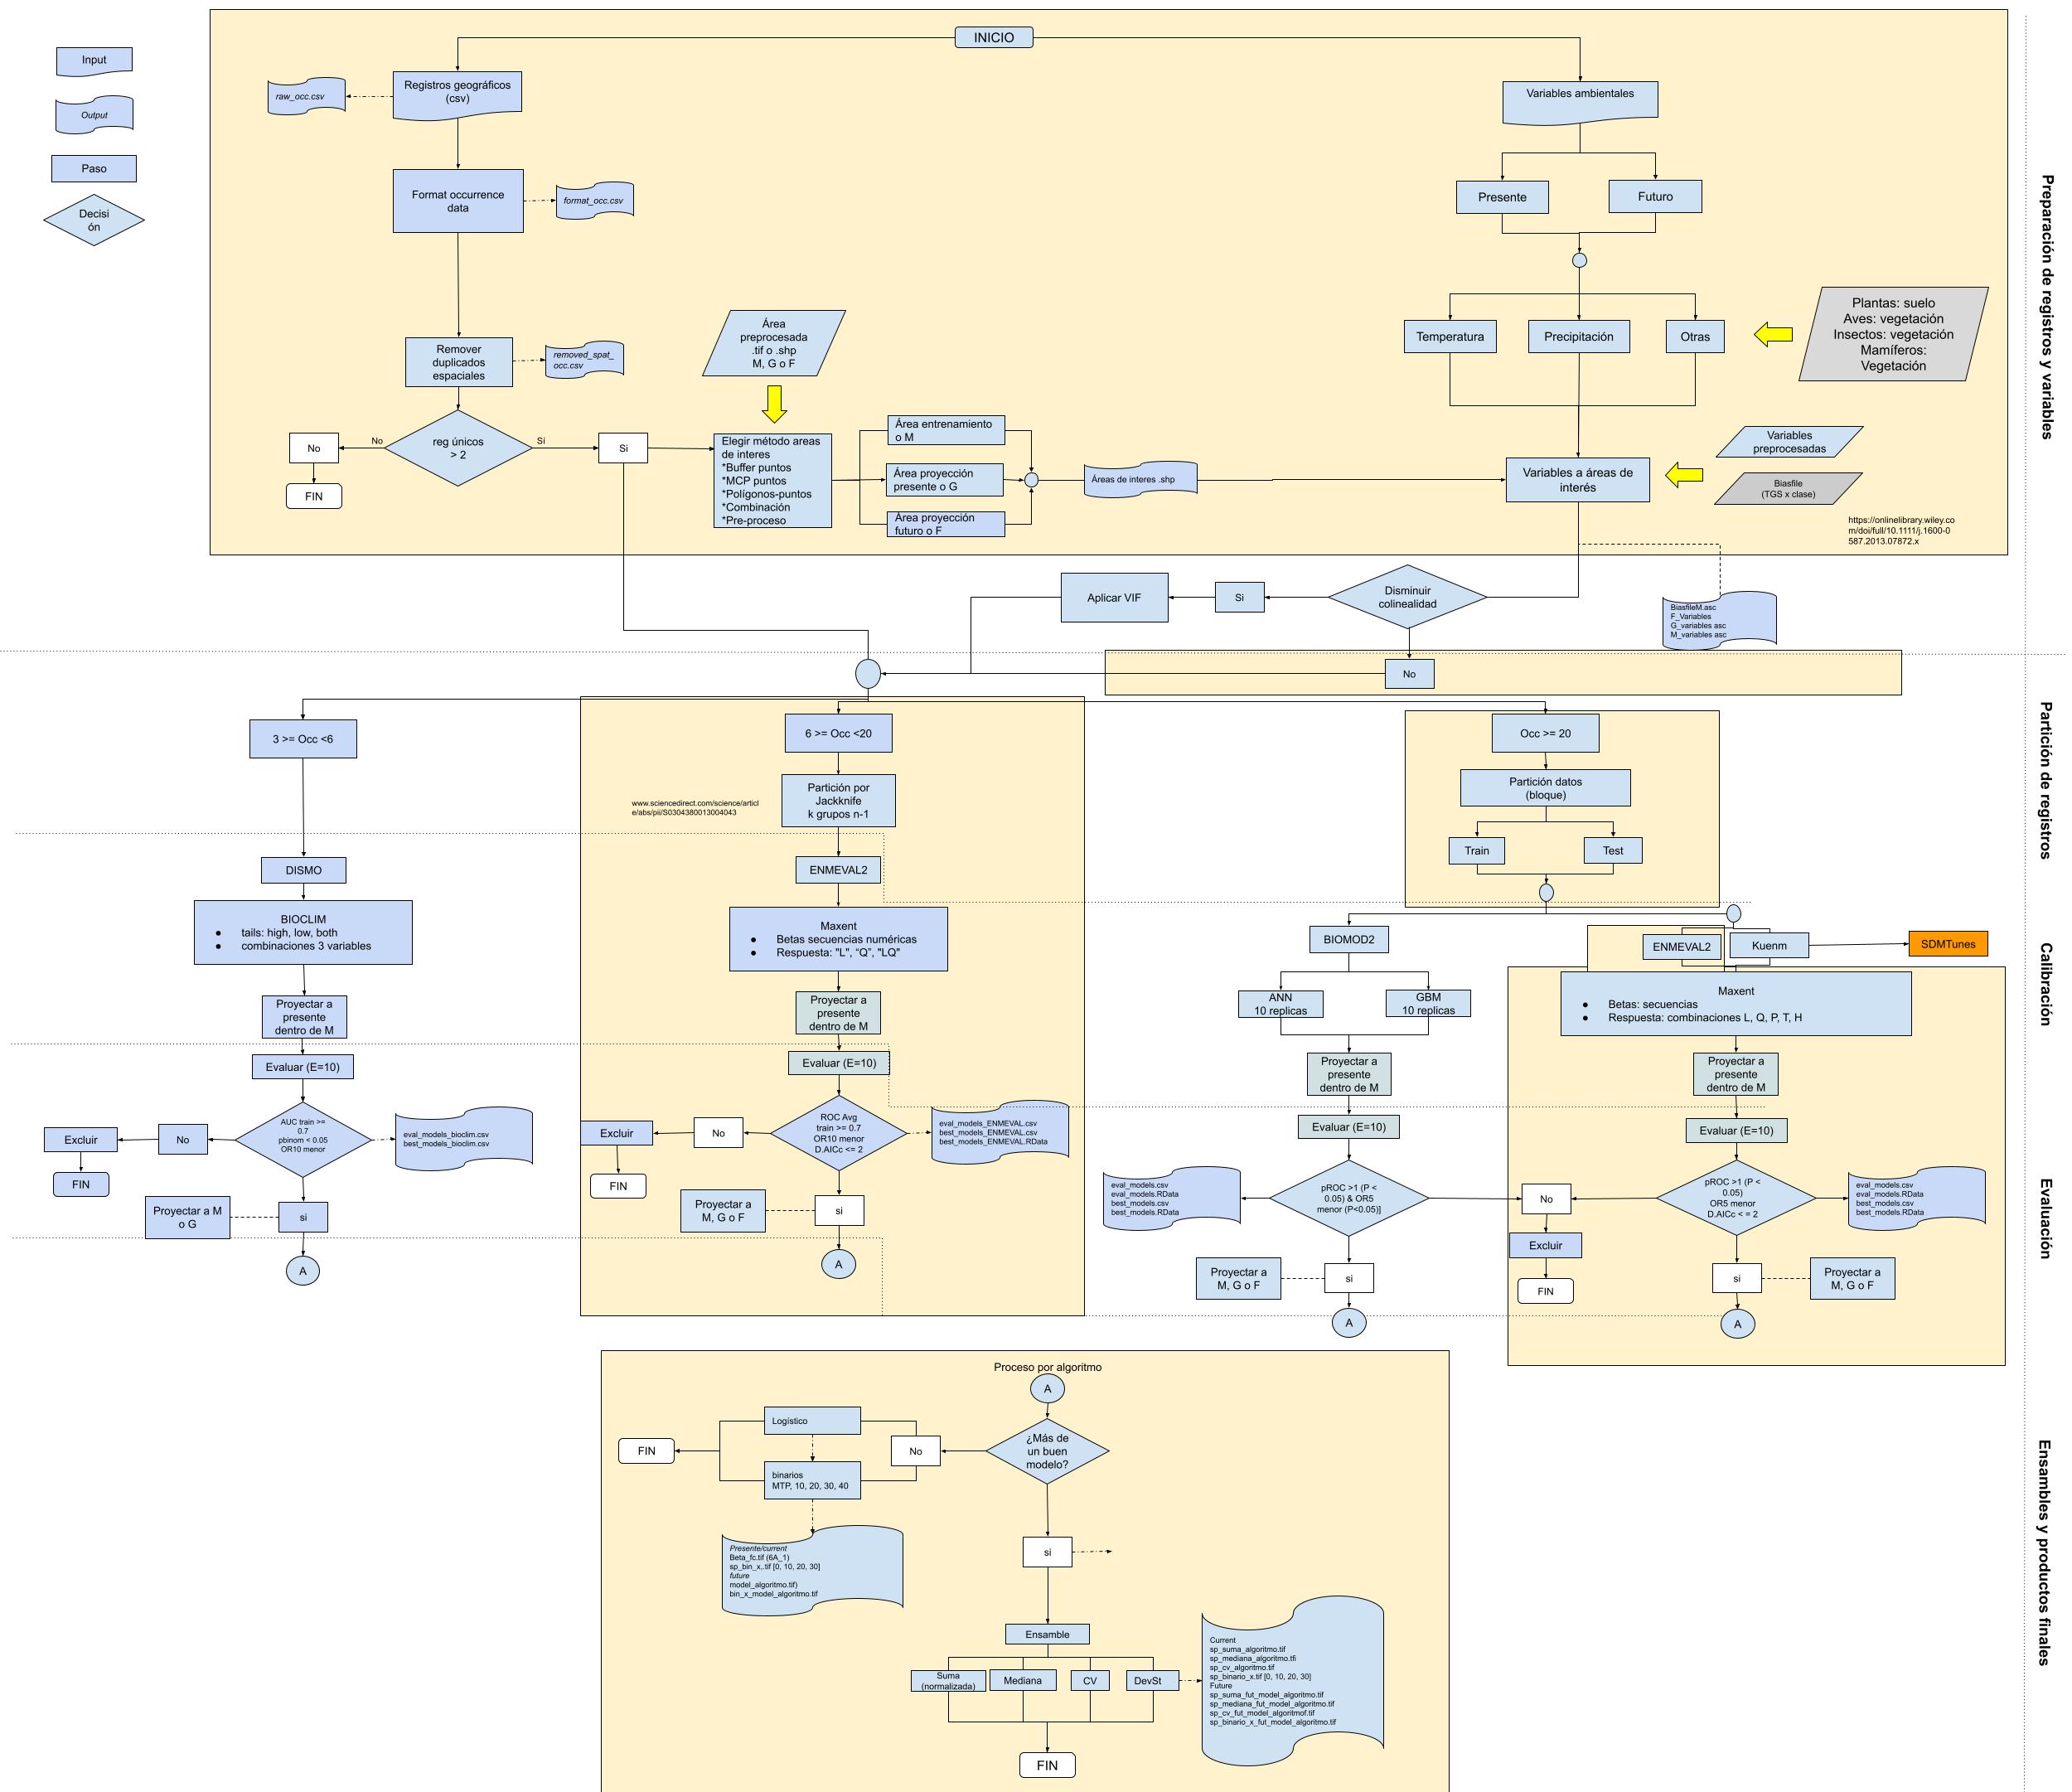 INICIO
Input
Output
Paso
Decisi
ón
Registros geográficos
(csv)
raw_occ.csv
Format occurrence
data
format_occ.csv
Remover
duplicados
espaciales
removed_spat_
occ.csv
reg únicos
> 2
No
No
FIN
Si
Si
Área
preprocesada
.tif o .shp
M, G o F
Elegir método areas
de interes
*Buffer puntos
*MCP puntos
*Polígonos-puntos
*Combinación
*Pre-proceso
Área entrenamiento
o M
Área proyección
presente o G
Área proyección
futuro o F
Áreas de interes .shp
Variables ambientales
Presente
Futuro
Temperatura
Precipitación
Otras
Plantas: suelo
Aves: vegetación
Insectos: vegetación
Mamíferos:
Vegetación
Variables a áreas de
interés
Variables
preprocesadas
Biasfile
(TGS x clase)
https://onlinelibrary.wiley.co
m/doi/full/10.1111/j.1600-0
587.2013.07872.x
Preparación de registros y variables
Aplicar VIF
Si
Disminuir
colinealidad
BiasfileM.asc
F_Variables
G_variables asc
M_variables asc
No
3 >= Occ <6
6 >= Occ <20
Occ >= 20
Partición por
Jackknife
k grupos n-1
www.sciencedirect.com/science/articl
e/abs/pii/S0304380013004043
Partición datos
(bloque)
Train
Test
Partición de registros
DISMO
BIOCLIM
● tails: high, low, both
● combinaciones 3 variables
Proyectar a
presente
dentro de M
ENMEVAL2
Maxent
● Betas secuencias numéricas
● Respuesta: "L", “Q”, "LQ"
Proyectar a
presente
dentro de M
BIOMOD2
ANN
10 replicas
GBM
10 replicas
Proyectar a
presente
dentro de M
ENMEVAL2
Kuenm
SDMTunes
Maxent
● Betas: secuencias
● Respuesta: combinaciones L, Q, P, T, H
Proyectar a
presente
dentro de M
Calibración
Evaluar (E=10)
AUC train >=
0.7
pbinom < 0.05
OR10 menor
No
Excluir
FIN
eval_models_bioclim.csv
best_models_bioclim.csv
Proyectar a M
o G
si
A
Evaluar (E=10)
ROC Avg
train >= 0.7
OR10 menor
D.AICc <= 2
No
Excluir
FIN
eval_models_ENMEVAL.csv
best_models_ENMEVAL.csv
best_models_ENMEVAL.RData
Proyectar a
M, G o F
si
A
Evaluar (E=10)
pROC >1 (P <
0.05) & OR5
menor (P<0.05)]
eval_models.csv
eval_models.RData
best_models.csv
best_models.RData
Proyectar a
M, G o F
si
A
No
Excluir
FIN
Evaluar (E=10)
pROC >1 (P <
0.05)
OR5 menor
D.AICc < = 2
eval_models.csv
eval_models.RData
best_models.csv
best_models.RData
si
Proyectar a
M, G o F
A
Evaluación
Proceso por algoritmo
A
¿Más de
un buen
modelo?
No
Logístico
binarios
MTP, 10, 20, 30, 40
FIN
Presente/current
Beta_fc.tif (6A_1)
sp_bin_x,.tif [0, 10, 20, 30]
future
model_algoritmo.tif)
bin_x_model_algoritmo.tif
si
Ensamble
Suma
(normalizada)
Mediana
CV
DevSt
Current
sp_suma_algoritmo.tif
sp_mediana_algoritmo.tfi
sp_cv_algoritmo.tif
sp_binario_x.tif [0, 10, 20, 30]
Future
sp_suma_fut_model_algoritmo.tif
sp_mediana_fut_model_algoritmo.tif
sp_cv_fut_model_algoritmof.tif
sp_binario_x_fut_model_algoritmo.tif
FIN
Ensambles y productos finales